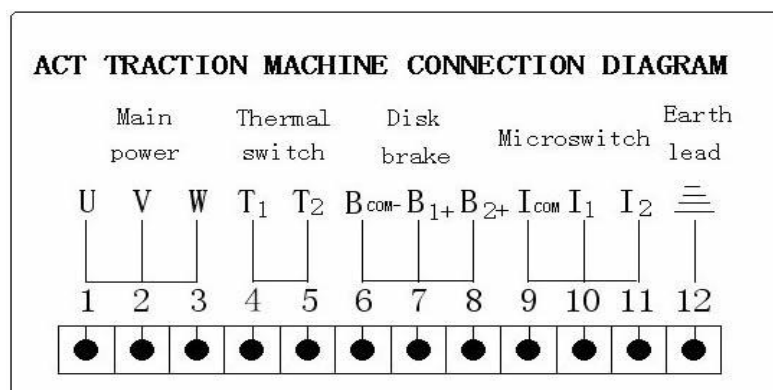 ACT TRACTION MACHINE CONNECTION DIAGRAM
Main power
Thermal switch
Disk brake
Microswitch
Earth lead
U V W T1 T2 BCOM- B1+ B2+ ICOM I1 I2
1 2 3 4 5 6 7 8 9 10 11 12